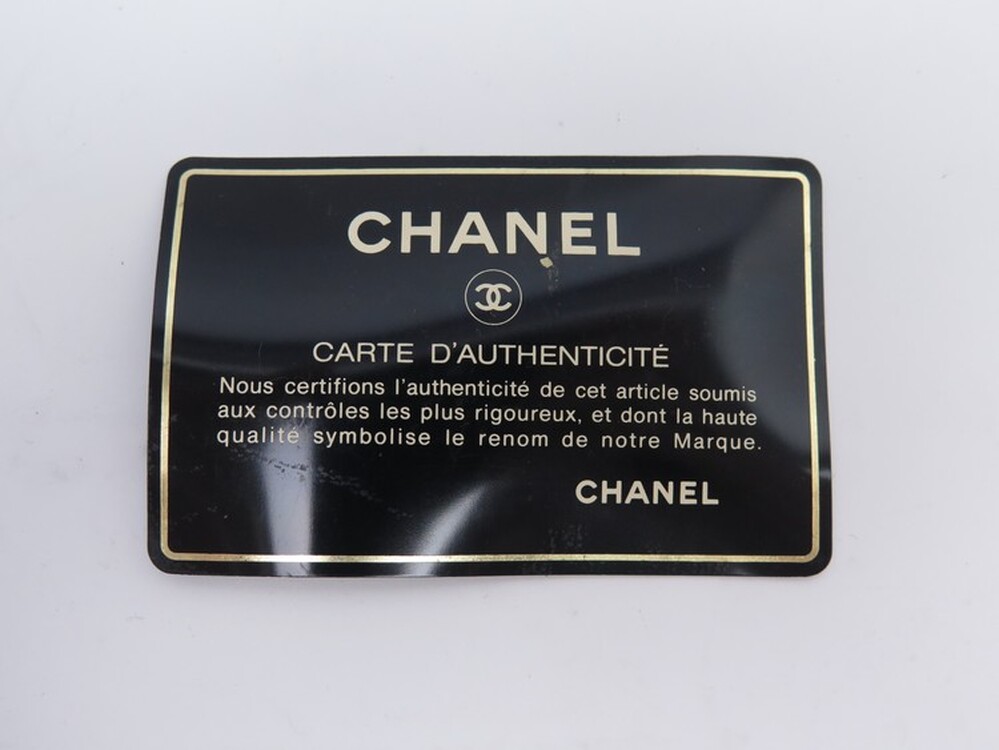 CHANEL
CARTE D'AUTHENTICITÉ
Nous certifions l'authenticité de cet article soumis
aux contrôles les plus rigoureux, et dont la haute
qualité symbolise le renom de notre Marque.
CHANEL